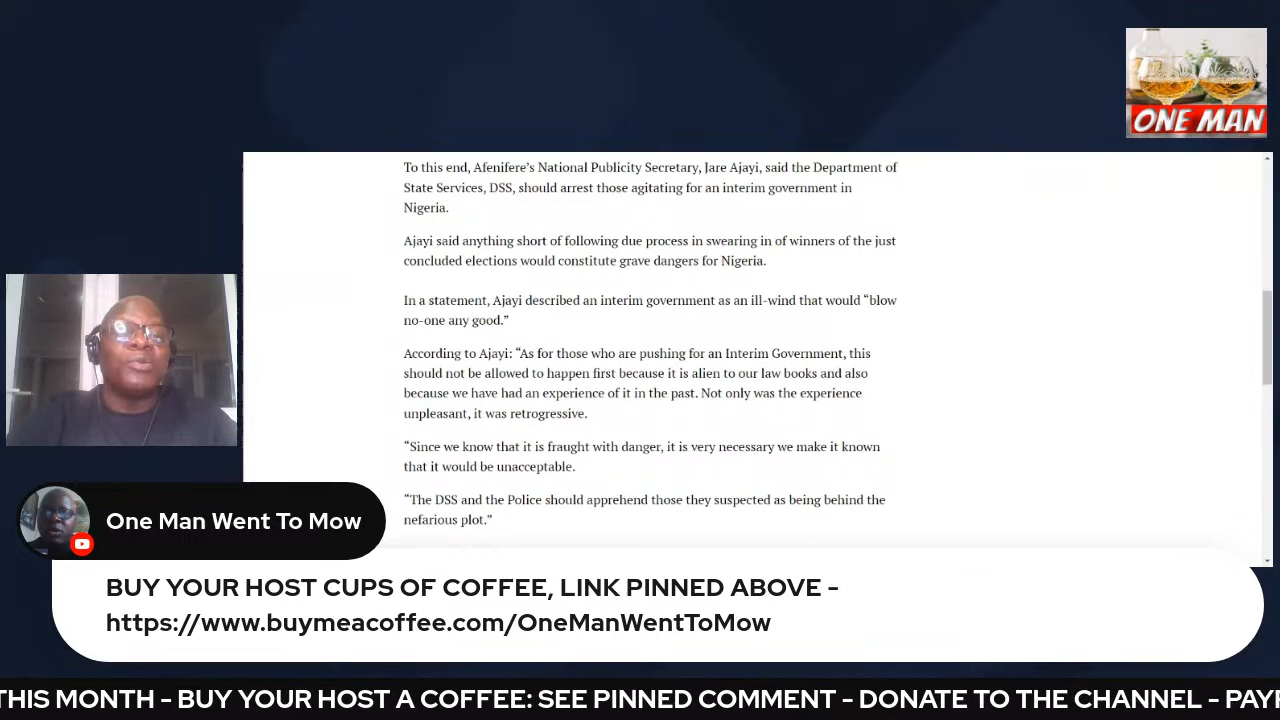 ONE MAN
To this end, Afenifere's National Publicity Secretary, Jare Ajayi, said the Department of
State Services, DSS, should arrest those agitating for an interim government in
Nigeria.
Ajayi said anything short of following due process in swearing in of winners of the just
concluded elections would constitute grave dangers for Nigeria.
In a statement, Ajayi described an interim government as an ill-wind that would “blow
no-one any good.”
According to Ajayi: “As for those who are pushing for an Interim Government, this
should not be allowed to happen first because it is alien to our law books and also
because we have had an experience of it in the past. Not only was the experience
unpleasant, it was retrogressive.
“Since we know that it is fraught with danger, it is very necessary we make it known
that it would be unacceptable.
“The DSS and the Police should apprehend those they suspected as being behind the
nefarious plot.”
One Man Went To Mow
BUY YOUR HOST CUPS OF COFFEE, LINK PINNED ABOVE -
https://www.buymeacoffee.com/OneManWentToMow
THIS MONTH - BUY YOUR HOST A COFFEE: SEE PINNED COMMENT - DONATE TO THE CHANNEL - PAY